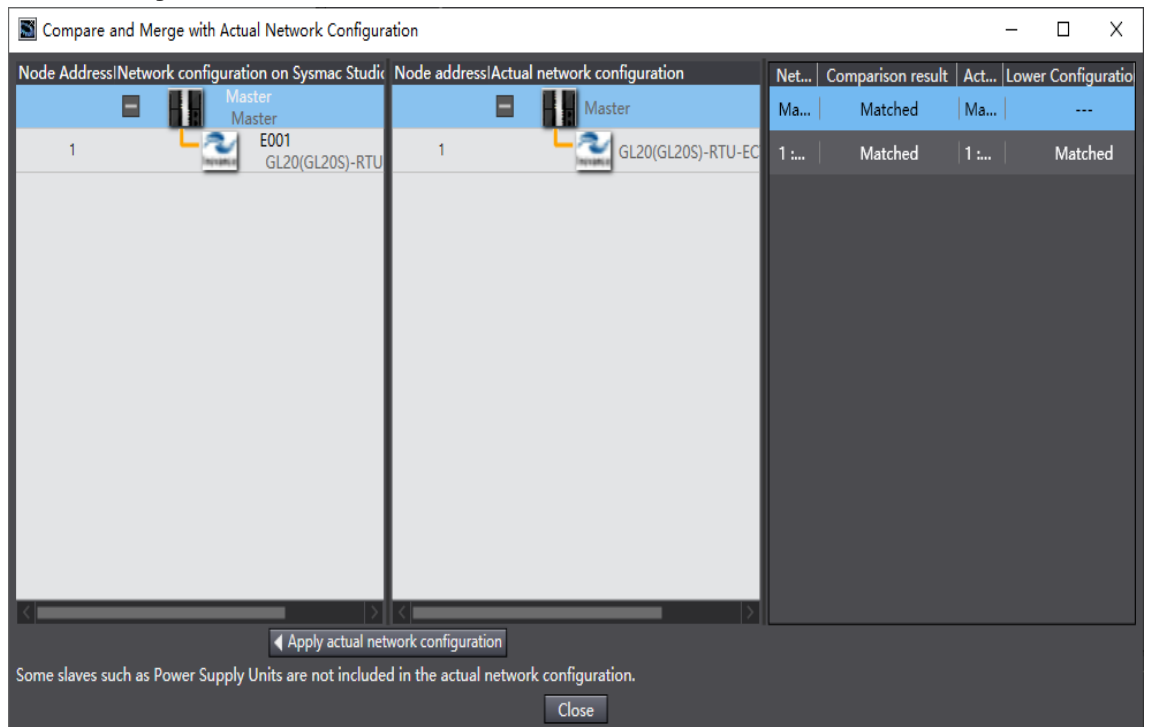 Compare and Merge with Actual Network Configuration
Node Address|Network configuration on Sysmac Studio
Node address|Actual network configuration
Net... Comparison result Act... Lower Configuratio
Master
Master
Master
Ma... Matched Ma... ---
1
E001
GL20(GL20S)-RTU
1
GL20(GL20S)-RTU-EC
1 :... Matched 1 :... Matched
Apply actual network configuration
Some slaves such as Power Supply Units are not included in the actual network configuration.
Close